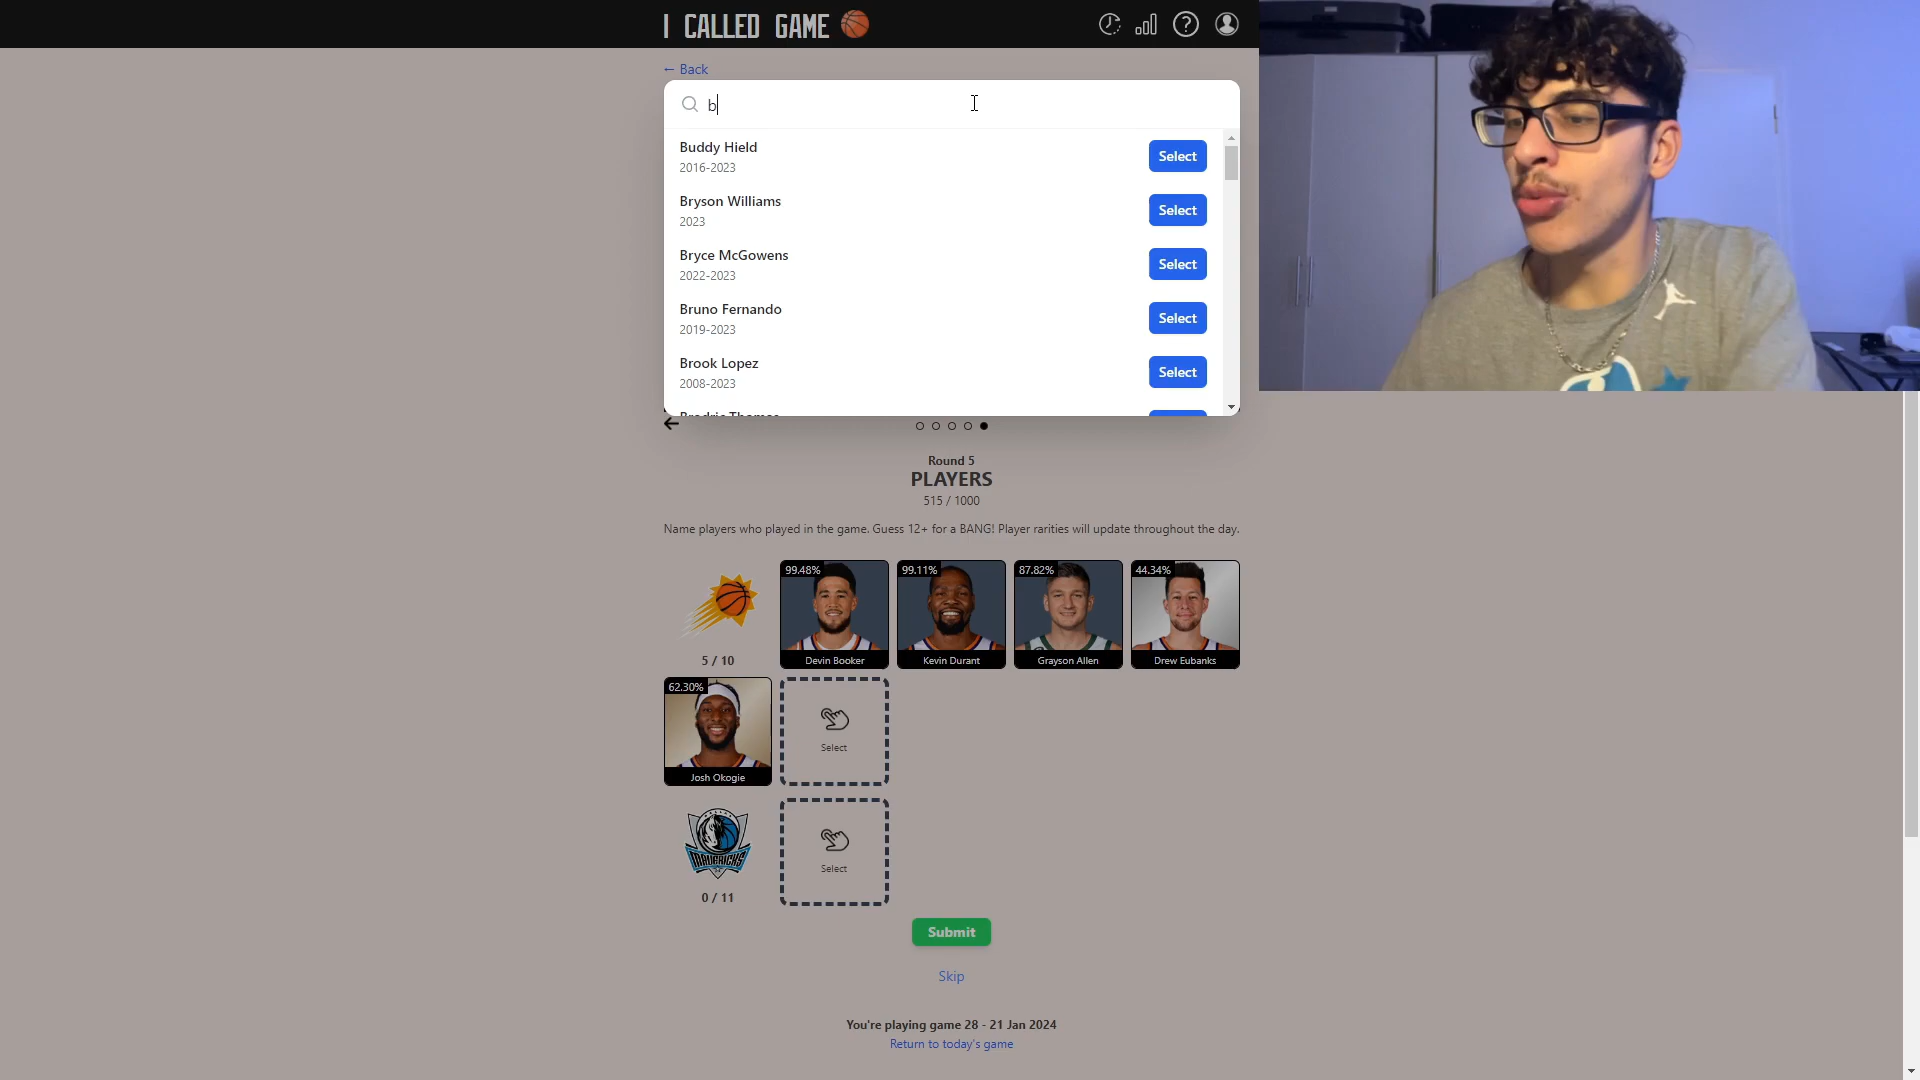 I CALLED GAME
← Back
b
Buddy Hield
2016-2023
Select
Bryson Williams
2023
Select
Bryce McGowens
2022-2023
Select
Bruno Fernando
2019-2023
Select
Brook Lopez
2008-2023
Select
Brodric Thomas
Round 5
PLAYERS
515 / 1000
Name players who played in the game. Guess 12+ for a BANG! Player rarities will update throughout the day.
99.48%
99.11%
87.82%
44.34%
5 / 10
Devin Booker
Kevin Durant
Grayson Allen
Drew Eubanks
62.30%
Select
Josh Okogie
MAVERICKS
Select
0 / 11
Submit
Skip
You're playing game 28 - 21 Jan 2024
Return to today's game